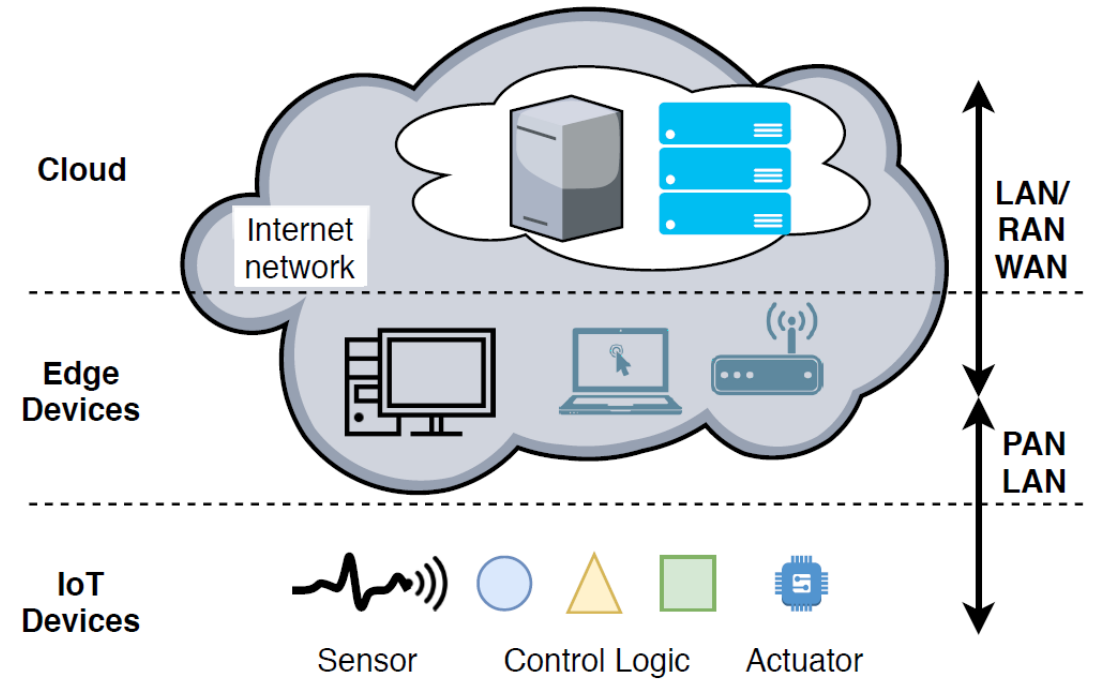 Cloud
Internet
network
LAN/
RAN
WAN
Edge
Devices
PAN
LAN
IoT
Devices
Sensor
Control Logic
Actuator